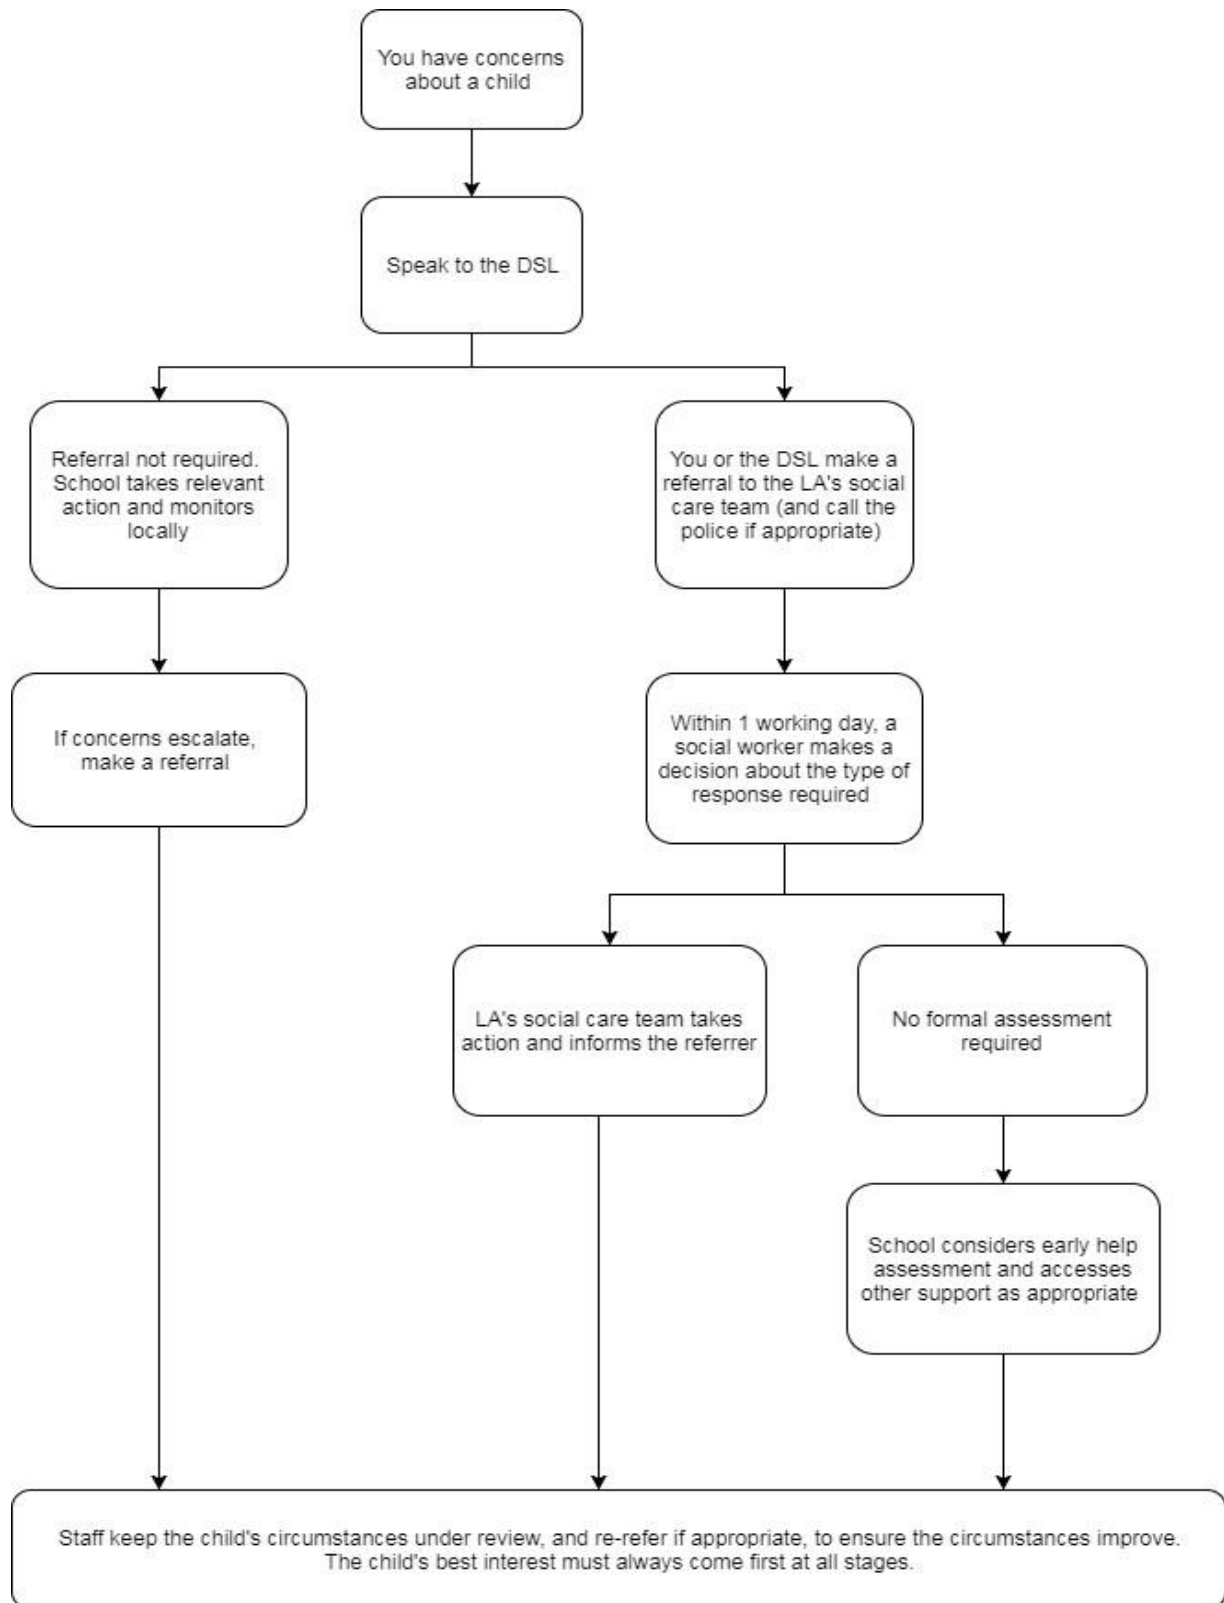 You have concerns
about a child
Speak to the DSL
Referral not required.
School takes relevant
action and monitors
locally
You or the DSL make a
referral to the LA's social
care team (and call the
police if appropriate)
If concerns escalate,
make a referral
Within 1 working day, a
social worker makes a
decision about the type of
response required
LA's social care team takes
action and informs the referrer
No formal assessment
required
School considers early help
assessment and accesses
other support as appropriate
Staff keep the child's circumstances under review, and re-refer if appropriate, to ensure the circumstances improve.
The child's best interest must always come first at all stages.